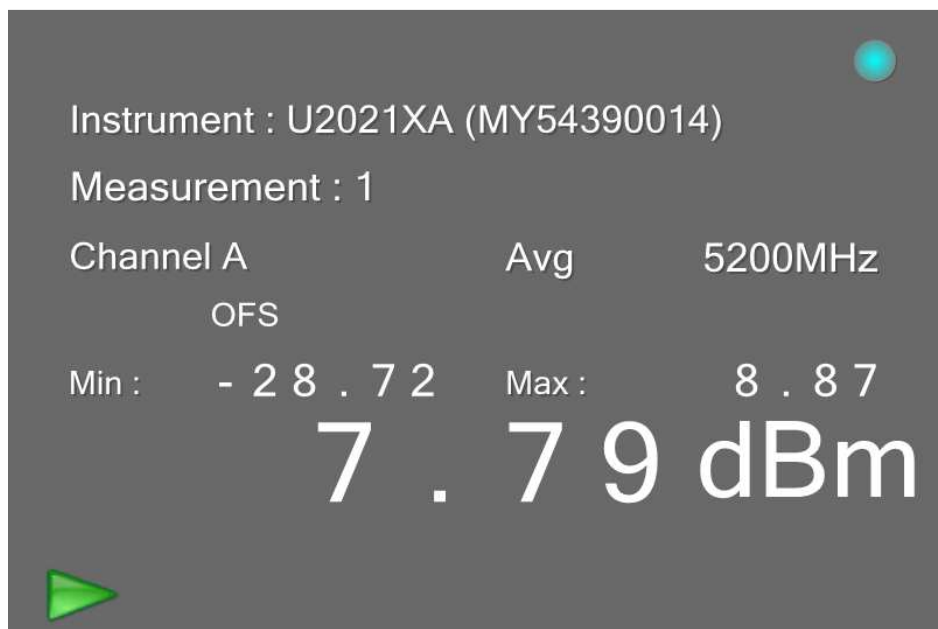 Instrument : U2021XA (MY54390014)
Measurement : 1
Channel A Avg 5200MHz
OFS
Min : -28.72 Max : 8.87
7.79 dBm